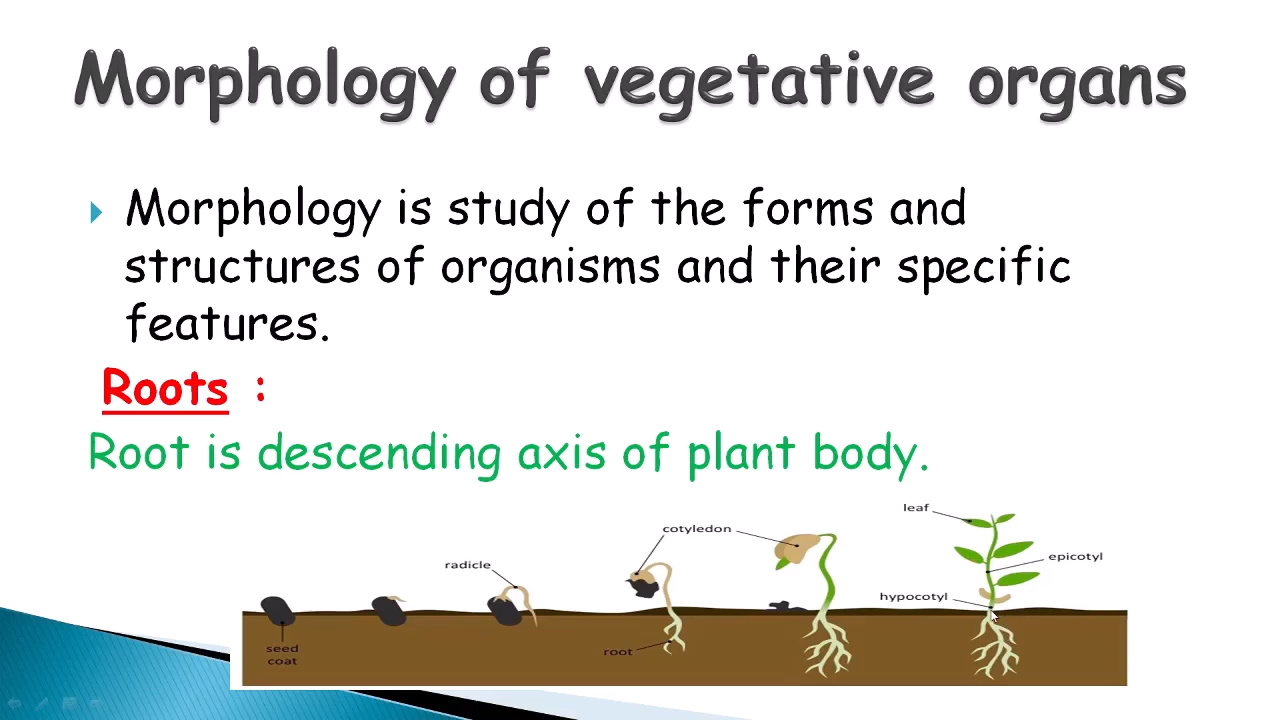 Morphology of vegetative organs
Morphology is study of the forms and
structures of organisms and their specific
features.
Roots :
Root is descending axis of plant body.
leaf
cotyledon
epicotyl
radicle
hypocotyl
seed
coat
root